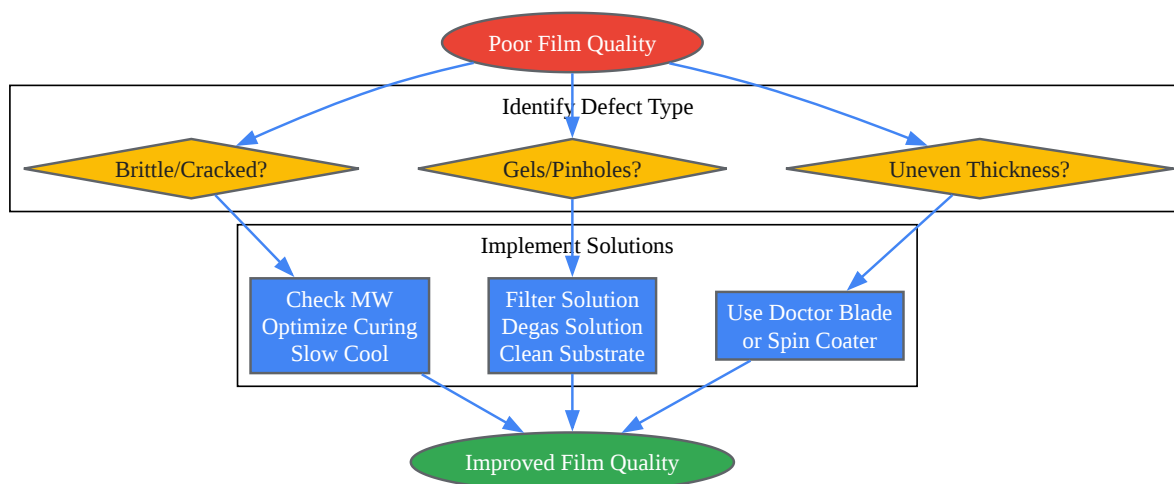 Poor Film Quality
Identify Defect Type
Brittle/Cracked?
Gels/Pinholes?
Uneven Thickness?
Implement Solutions
Check MW
Optimize Curing
Slow Cool
Filter Solution
Degas Solution
Clean Substrate
Use Doctor Blade
or Spin Coater
Improved Film Quality